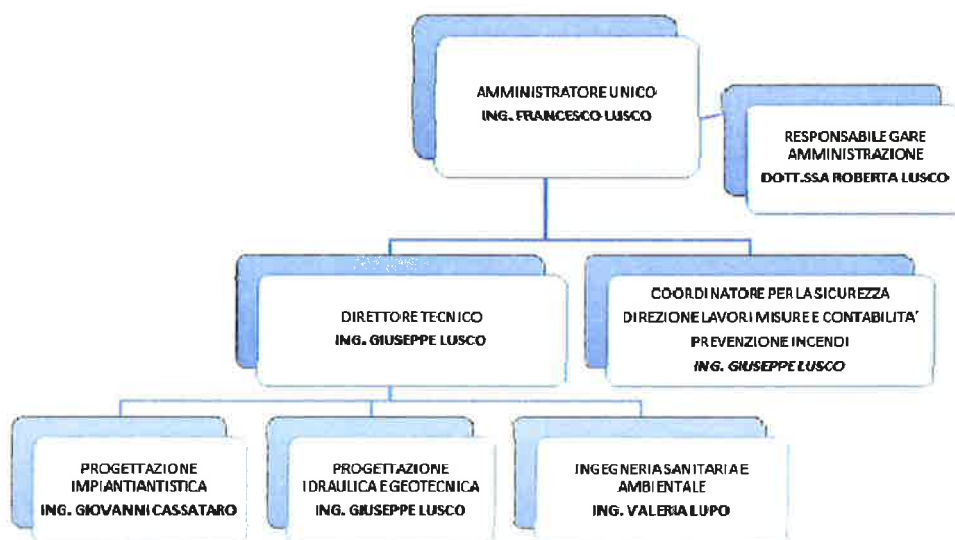 AMMINISTRATORE UNICO
ING. FRANCESCO LUSCO
RESPONSABILE GARE
AMMINISTRAZIONE
DOTT.SSA ROBERTA LUSCO
DIRETTORE TECNICO
ING. GIUSEPPE LUSCO
COORDINATORE PER LA SICUREZZA
DIREZIONE LAVORI MISURE E CONTABILITA'
PREVENZIONE INCENDI
ING. GIUSEPPE LUSCO
PROGETTAZIONE
IMPIANTIANTISTICA
ING. GIOVANNI CASSATARO
PROGETTAZIONE
IDRAULICA E GEOTECNICA
ING. GIUSEPPE LUSCO
INGEGNERIA SANITARIA E
AMBIENTALE
ING. VALERIA LUPO